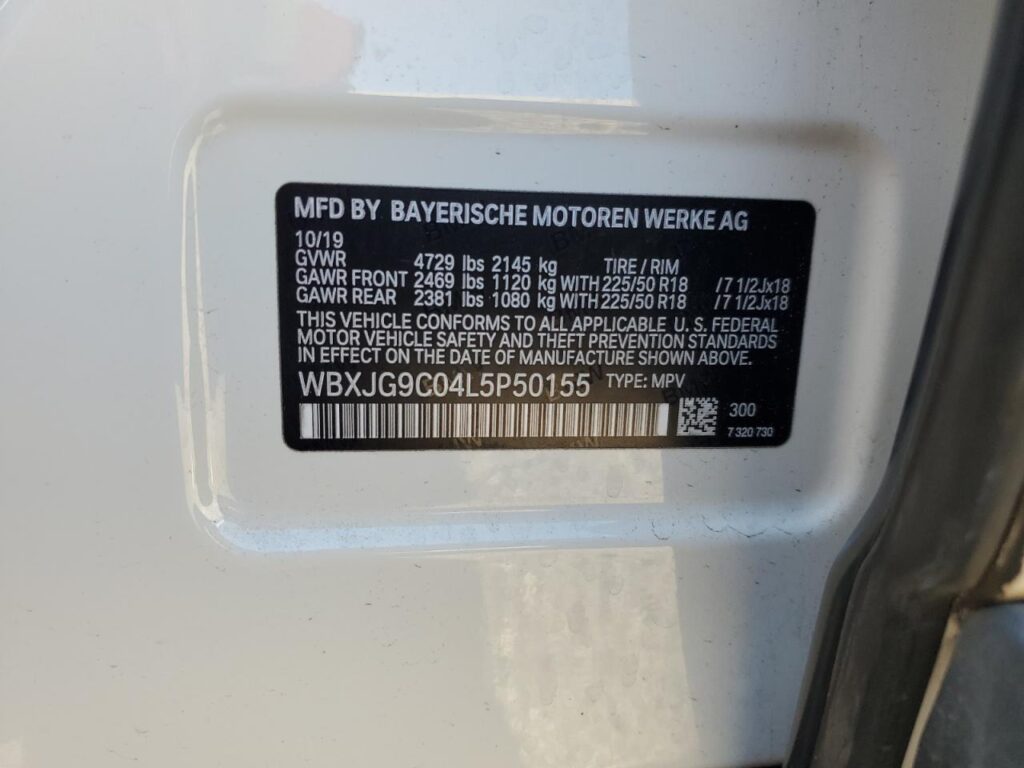 MFD BY BAYERISCHE MOTOREN WERKE AG
10/19
GVWR 4729 lbs 2145 kg TIRE / RIM
GAWR FRONT 2469 lbs 1120 kg WITH 225/50 R18 /7 1/2Jx18
GAWR REAR 2381 lbs 1080 kg WITH 225/50 R18 /7 1/2Jx18
THIS VEHICLE CONFORMS TO ALL APPLICABLE U. S. FEDERAL
MOTOR VEHICLE SAFETY AND THEFT PREVENTION STANDARDS
IN EFFECT ON THE DATE OF MANUFACTURE SHOWN ABOVE.
WBXJG9C04L5P50155 TYPE: MPV
300
7 320 730